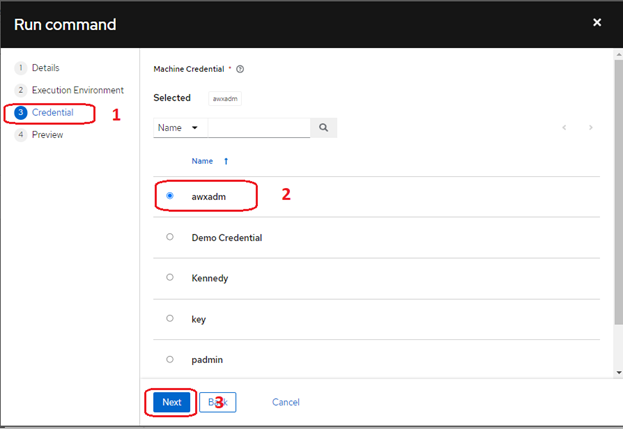 Run command
1 Details
2 Execution Environment
3 Credential
1
4 Preview
Machine Credential *
Selected awxadm
Name
Name
awxadm
2
Demo Credential
Kennedy
key
padmin
Next
3
Cancel